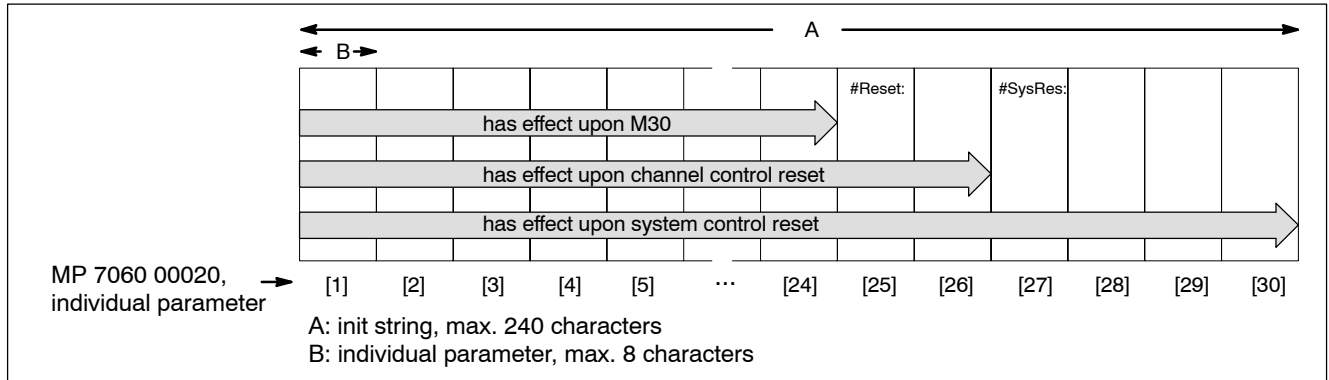 A
B
#Reset: #SysRes:
has effect upon M30
has effect upon channel control reset
has effect upon system control reset
MP 7060 00020,
individual parameter
[1] [2] [3] [4] [5] ... [24] [25] [26] [27] [28] [29] [30]
A: init string, max. 240 characters
B: individual parameter, max. 8 characters